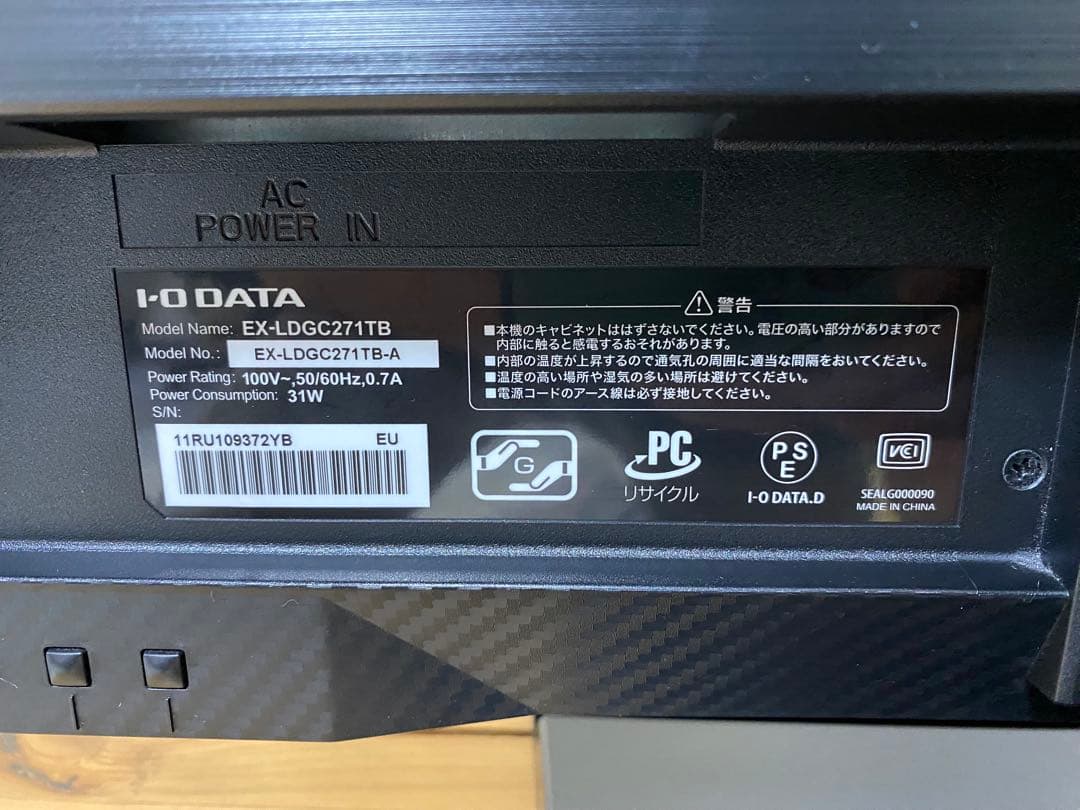 AC
POWER IN
I-O DATA
Model Name: EX-LDGC271TB
Model No.: EX-LDGC271TB-A
Power Rating: 100V~,50/60Hz,0.7A
Power Consumption: 31W
S/N:
11RU109372YB EU
警告
■本機のキャビネットははずさないでください。電圧の高い部分がありますので
内部に触ると感電するおそれがあります。
■内部の温度が上昇するので通気孔の周囲に適当な間隔をおいてください。
■温度の高い場所や湿気の多い場所は避けてください。
■電源コードのアース線は必ず接地してください。
G
PC
リサイクル
PS
E
I-O DATA.D
VCI
SEALG000090
MADE IN CHINA